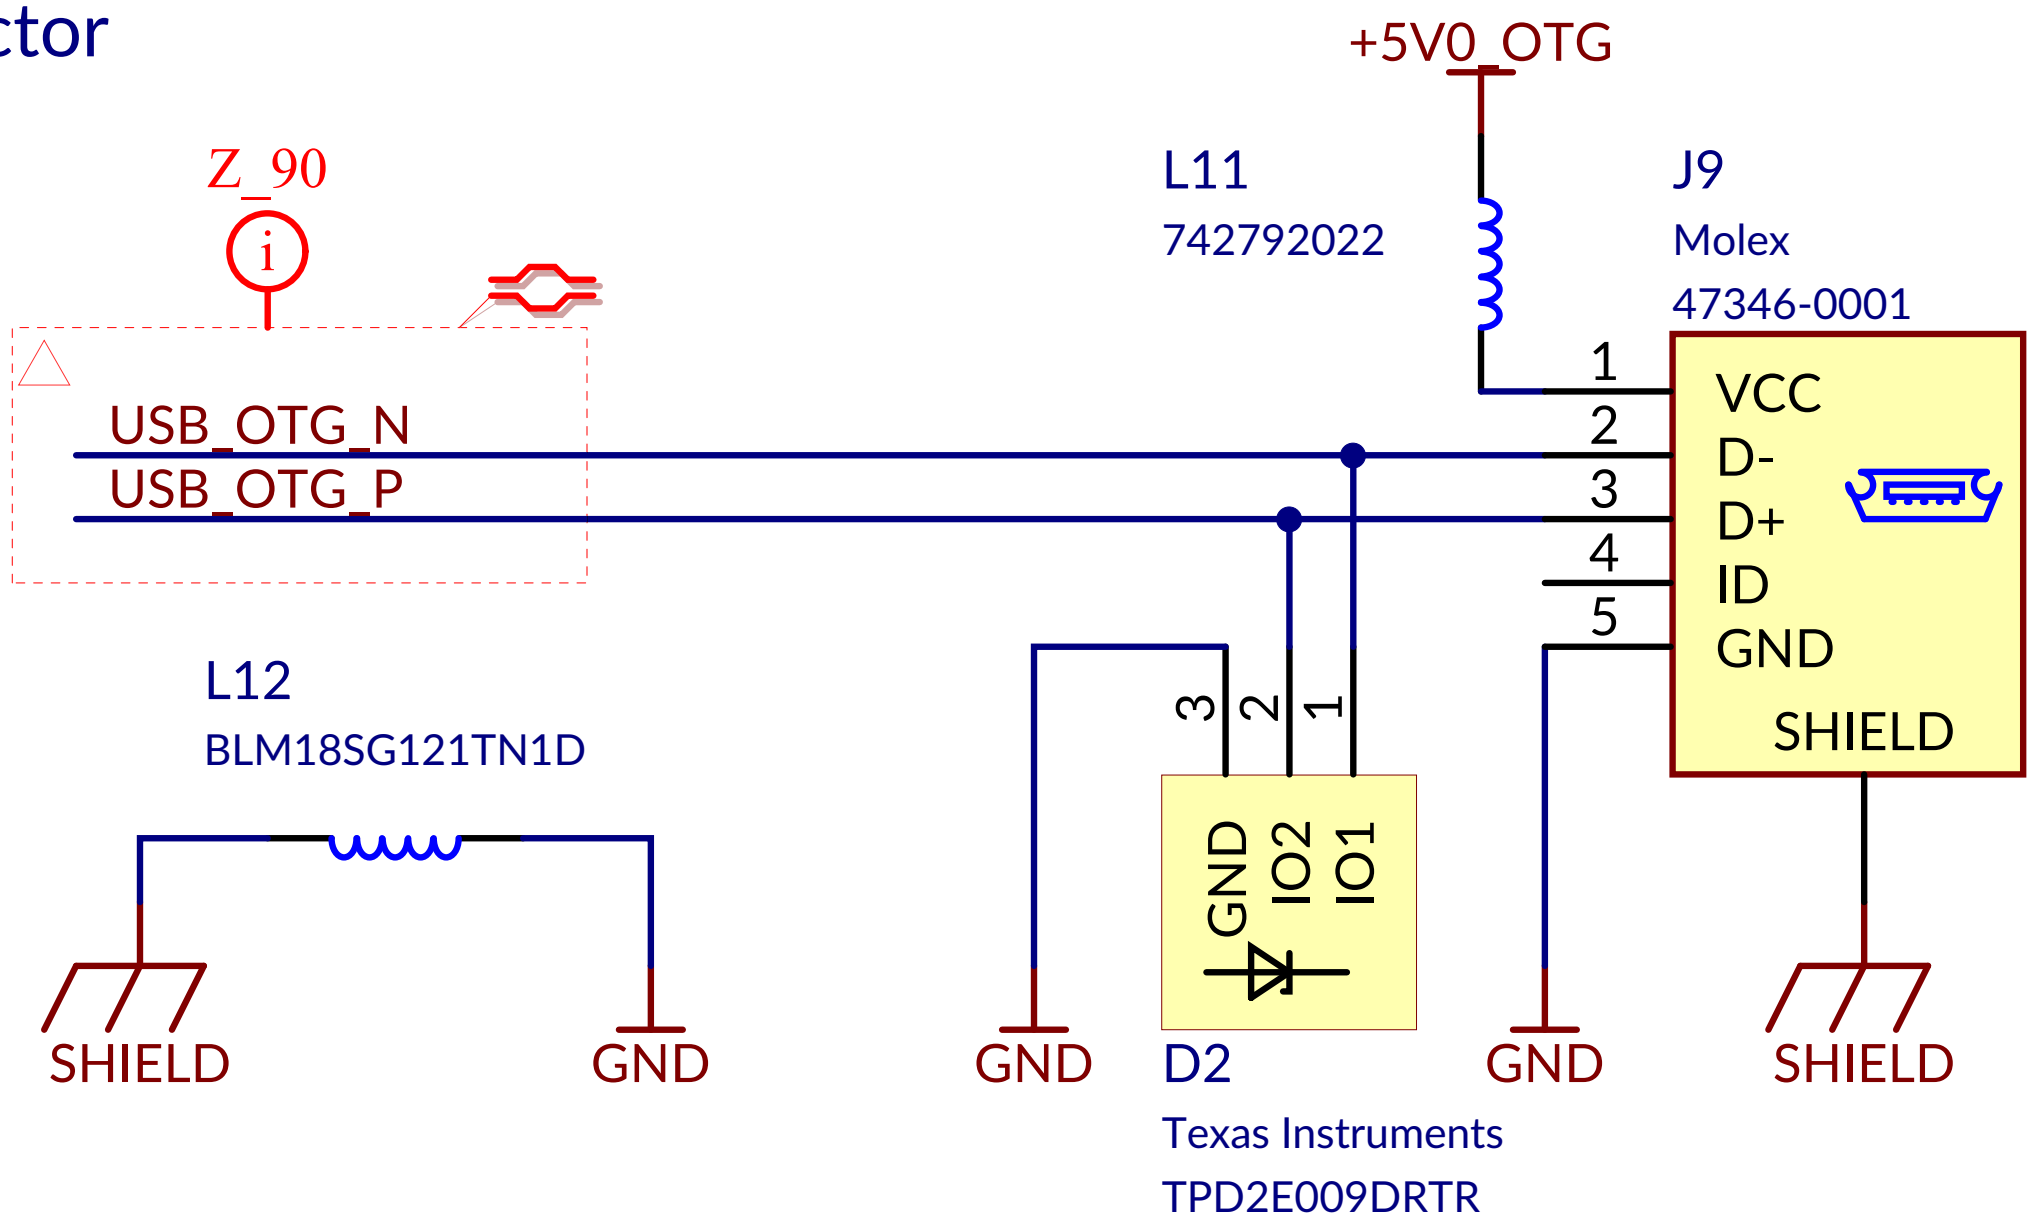 ctor
+5V0_OTG
Z_90
i
L11
742792022
J9
Molex
47346-0001
USB_OTG_N
USB_OTG_P
1
2
3
4
5
VCC
D-
D+
ID
GND
SHIELD
L12
BLM18SG121TN1D
3
2
1
GND
IO2
IO1
SHIELD
GND
GND
D2
Texas Instruments
TPD2E009DRTR
GND
SHIELD